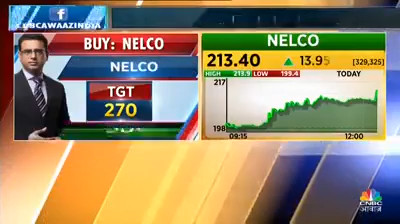 CNBCAWAAZINDIA
BUY: NELCO
NELCO
TGT
270
NELCO
213.40 13.95 [329,325]
HIGH 213.9 LOW 199.4 TODAY
217
198
09:15 12:00
CNBC
आवाज़